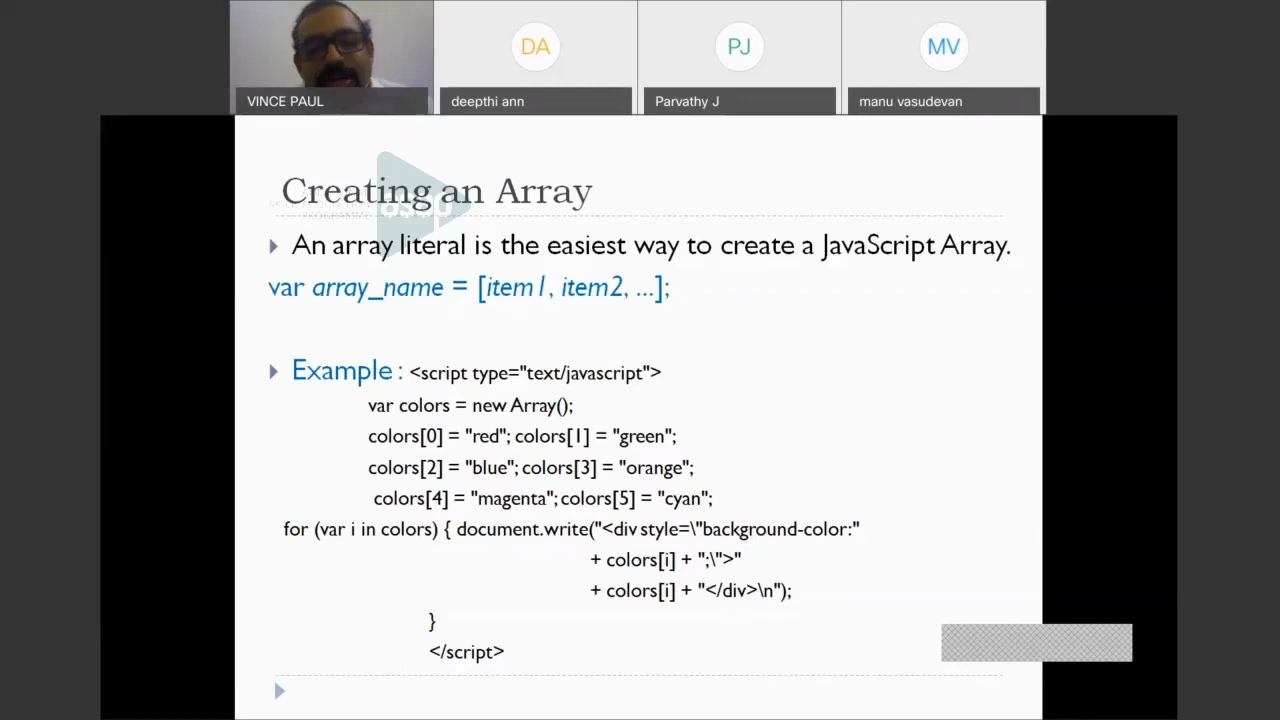 DA
PJ
MV
VINCE PAUL
deepthi ann
Parvathy J
manu vasudevan
Creating an Array
asap
PROGRAMME
An array literal is the easiest way to create a JavaScript Array.
var array_name = [item1, item2, ...];
Example : <script type="text/javascript">
var colors = new Array();
colors[0] = "red"; colors[1] = "green";
colors[2] = "blue"; colors[3] = "orange";
colors[4] = "magenta"; colors[5] = "cyan";
for (var i in colors) { document.write("<div style=\"background-color:"
+ colors[i] + ";\">"
+ colors[i] + "</div>\n");
}
</script>